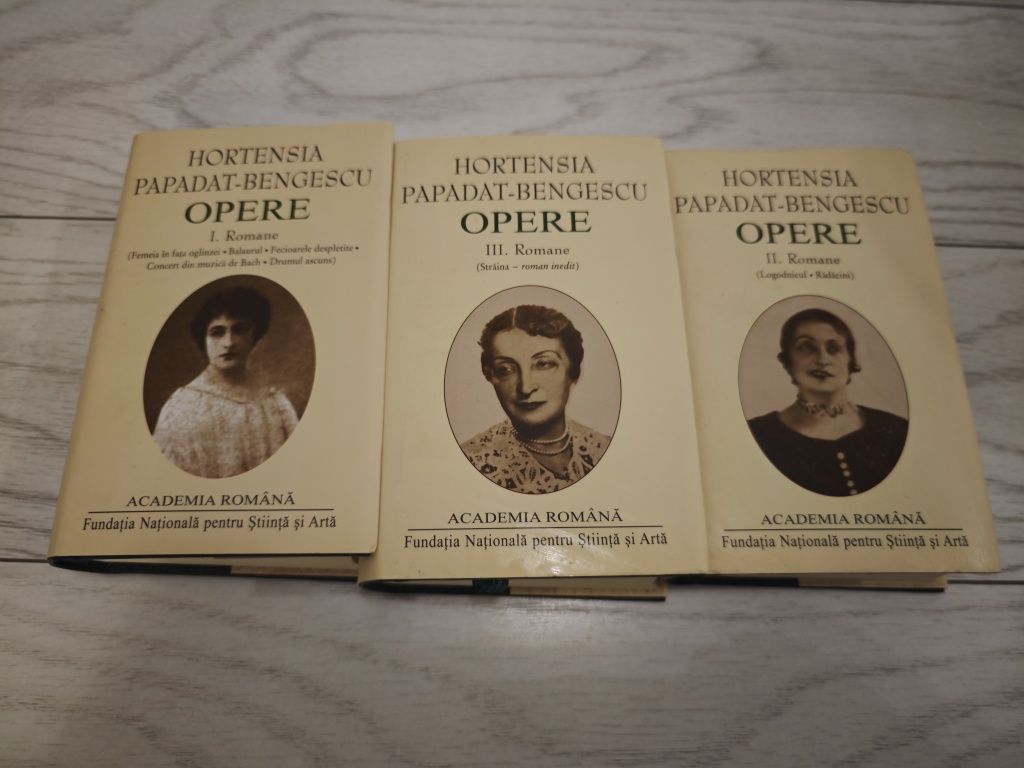 HORTENSIA
PAPADAT-BENGESCU
OPERE
I. Romane
(Femeia în fața oglinzei • Balaurul • Fecioarele despletite •
Concert din muzică de Bach • Drumul ascuns)
ACADEMIA ROMÂNĂ
Fundația Națională pentru Știință și Artă
HORTENSIA
PAPADAT-BENGESCU
OPERE
III. Romane
(Străina – roman inedit)
ACADEMIA ROMÂNĂ
Fundația Națională pentru Știință și Artă
HORTENSIA
PAPADAT-BENGESCU
OPERE
II. Romane
(Logodnicul • Rădăcini)
ACADEMIA ROMÂNĂ
Fundația Națională pentru Știință și Artă